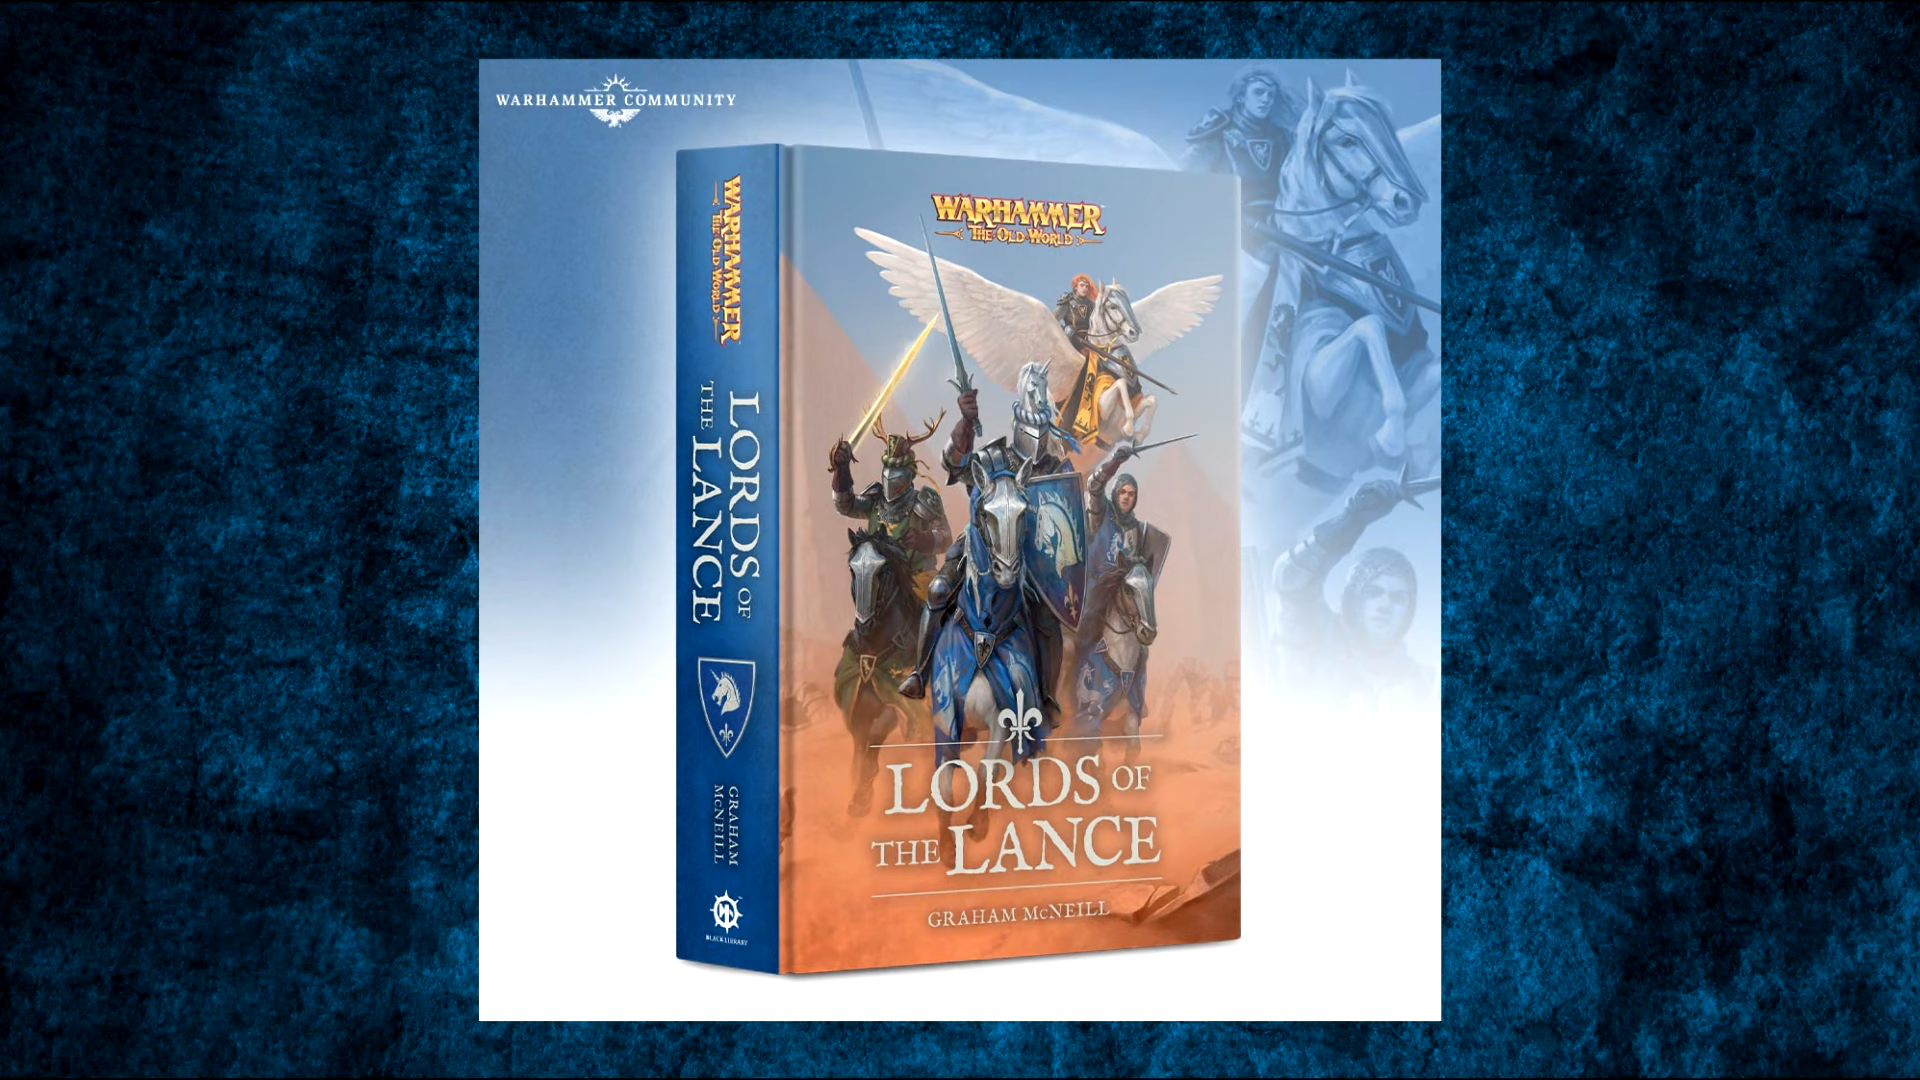 WARHAMMER COMMUNITY
WARHAMMER
THE OLD WORLD
LORDS OF
THE LANCE
GRAHAM
McNEILL
BLACK LIBRARY
WARHAMMER
THE OLD WORLD
LORDS OF
THE LANCE
GRAHAM McNEILL